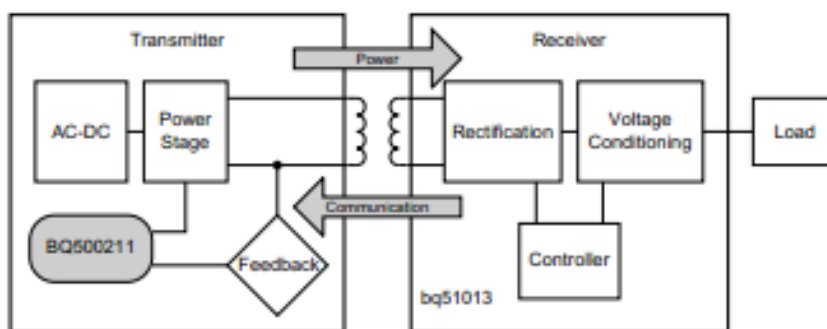 Transmitter
Receiver
Power
AC-DC
Power
Stage
Rectification
Voltage
Conditioning
Load
Communication
BQ500211
Feedback
Controller
bq51013